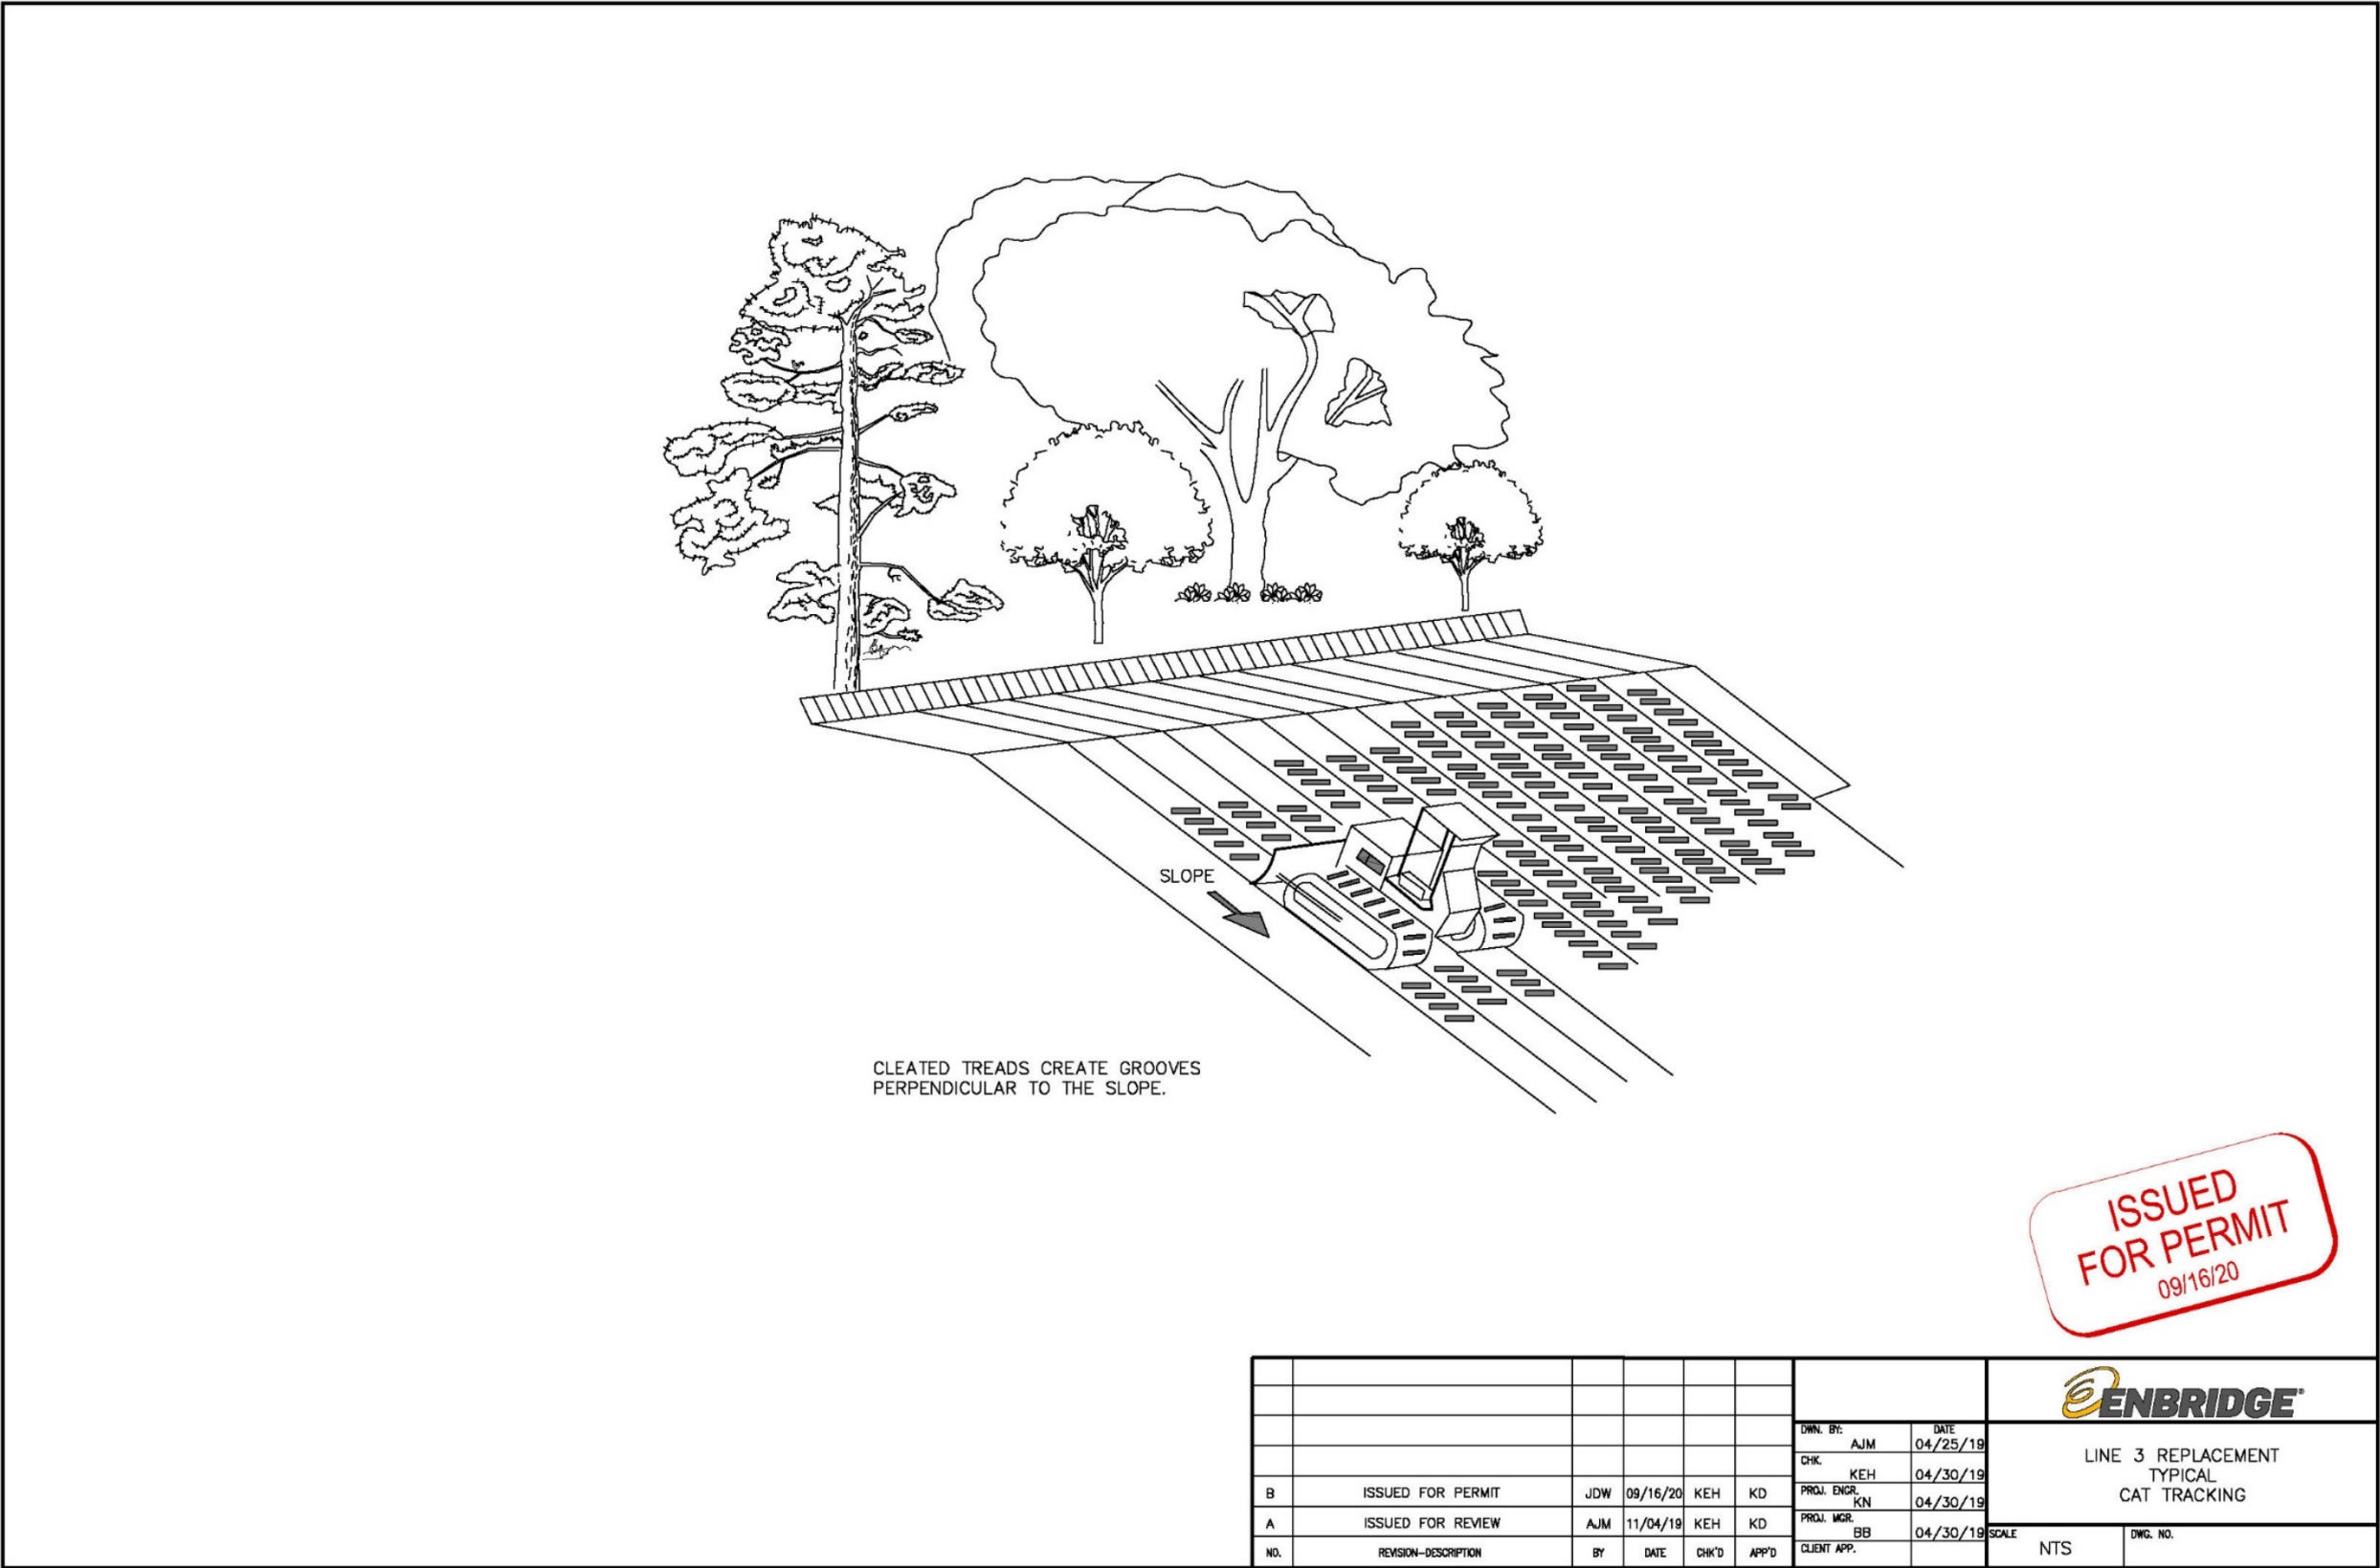 SLOPE
CLEATED TREADS CREATE GROOVES
PERPENDICULAR TO THE SLOPE.
ISSUED
FOR PERMIT
09/16/20
B ISSUED FOR PERMIT JDW 09/16/20 KEH KD
A ISSUED FOR REVIEW AJM 11/04/19 KEH KD
NO. REVISION-DESCRIPTION BY DATE CHK'D APP'D
DWN. BY: DATE
AJM 04/25/19
CHK.
KEH 04/30/19
PROJ. ENGR.
KN 04/30/19
PROJ. MGR.
BB 04/30/19
CLIENT APP.
ENBRIDGE®
LINE 3 REPLACEMENT
TYPICAL
CAT TRACKING
SCALE
NTS
DWG. NO.